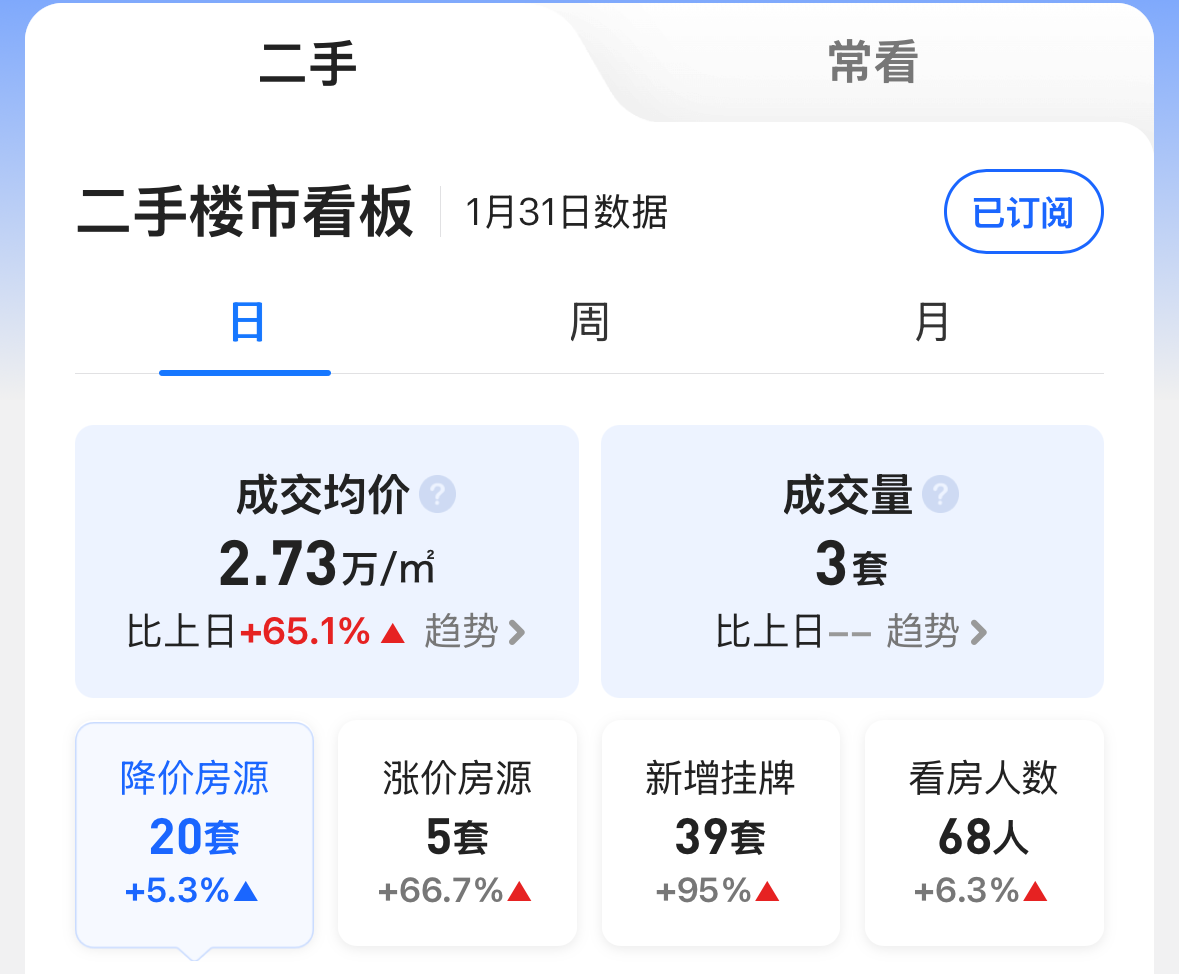 二手
常看
二手楼市看板
1月31日数据
已订阅
日
周
月
成交均价 ?
2.73万/㎡
比上日+65.1% ▲ 趋势 >
成交量 ?
3套
比上日-- 趋势 >
降价房源
20套
+5.3%▲
涨价房源
5套
+66.7%▲
新增挂牌
39套
+95%▲
看房人数
68人
+6.3%▲